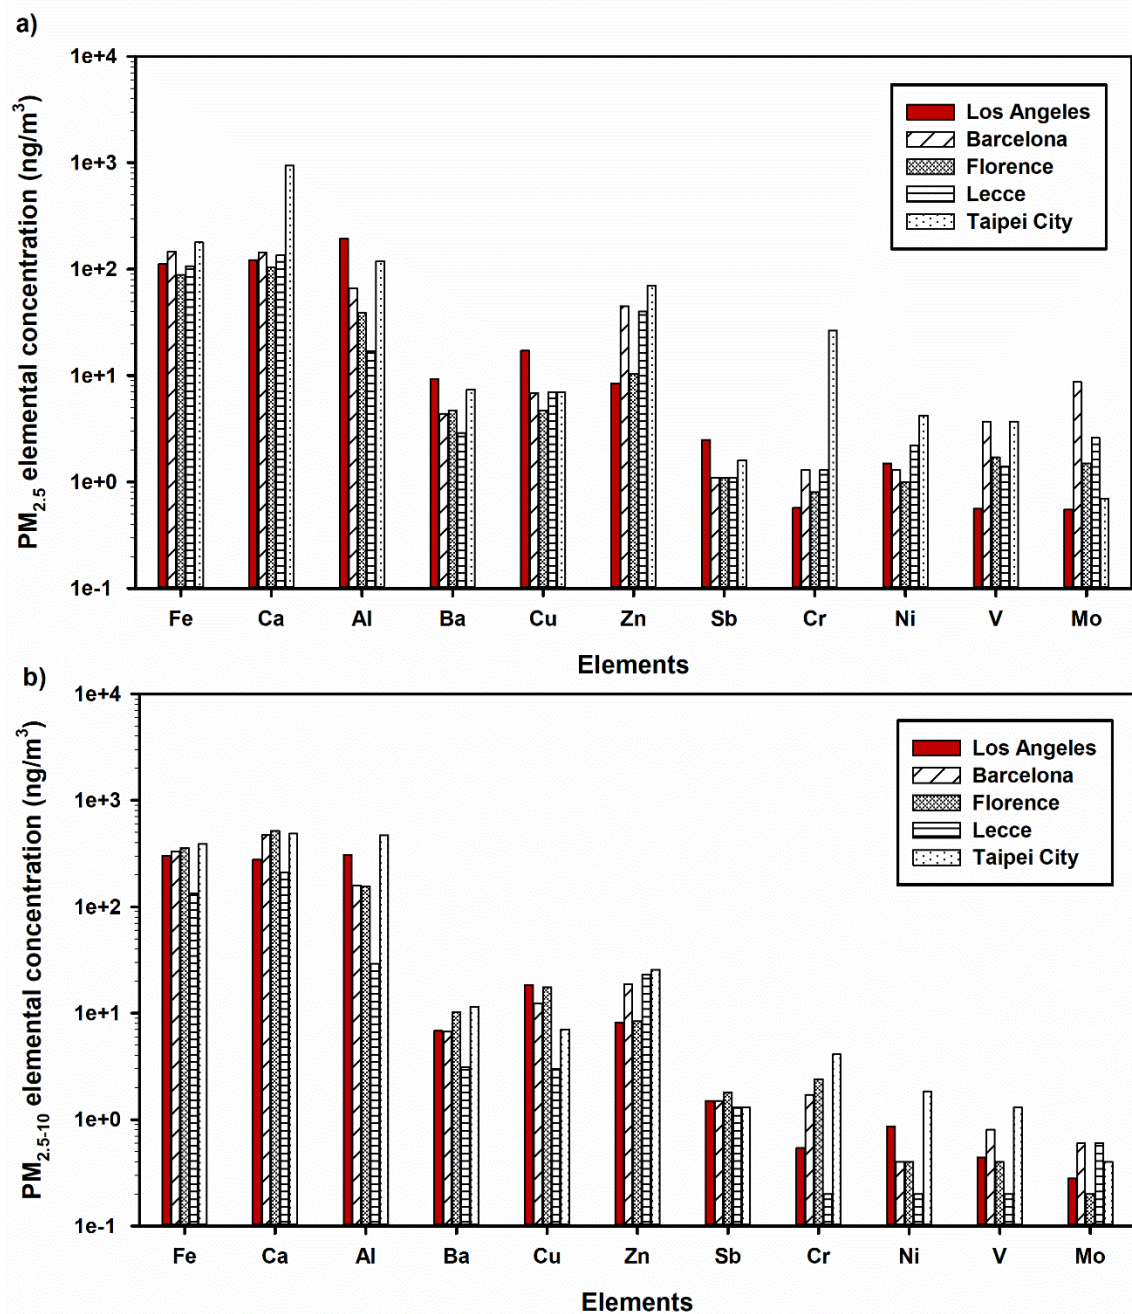 a)
PM2.5 elemental concentration (ng/m³)
1e+4
1e+3
1e+2
1e+1
1e+0
1e-1
Los Angeles
Barcelona
Florence
Lecce
Taipei City
Fe Ca Al Ba Cu Zn Sb Cr Ni V Mo
Elements
b)
PM2.5-10 elemental concentration (ng/m³)
1e+4
1e+3
1e+2
1e+1
1e+0
1e-1
Los Angeles
Barcelona
Florence
Lecce
Taipei City
Fe Ca Al Ba Cu Zn Sb Cr Ni V Mo
Elements